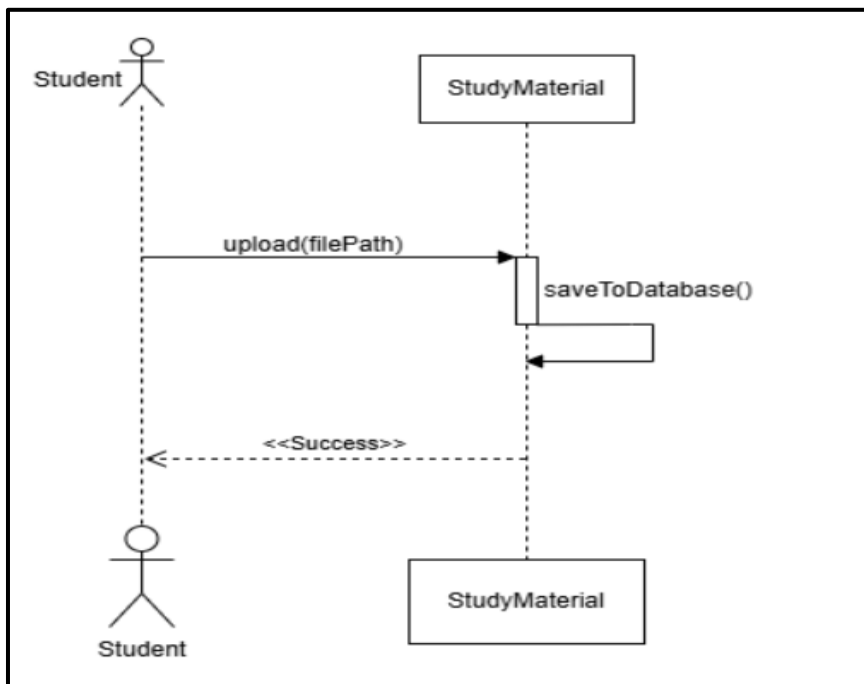 Student
StudyMaterial
upload(filePath)
saveToDatabase()
<<Success>>
StudyMaterial
Student